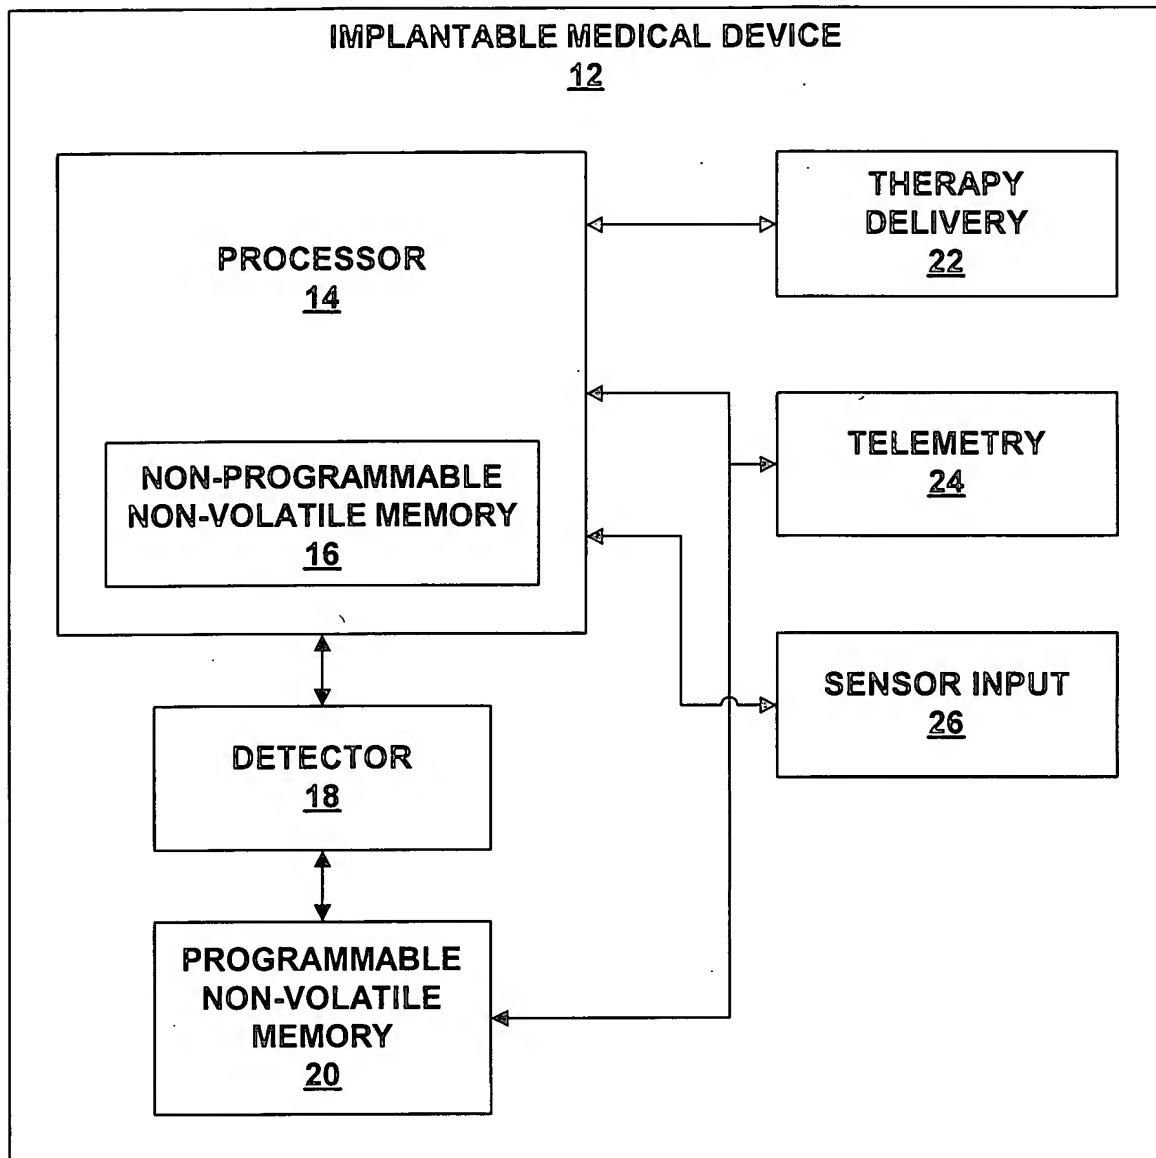 IMPLANTABLE MEDICAL DEVICE
12
PROCESSOR
14
NON-PROGRAMMABLE
NON-VOLATILE MEMORY
16
THERAPY
DELIVERY
22
TELEMETRY
24
SENSOR INPUT
26
DETECTOR
18
PROGRAMMABLE
NON-VOLATILE
MEMORY
20